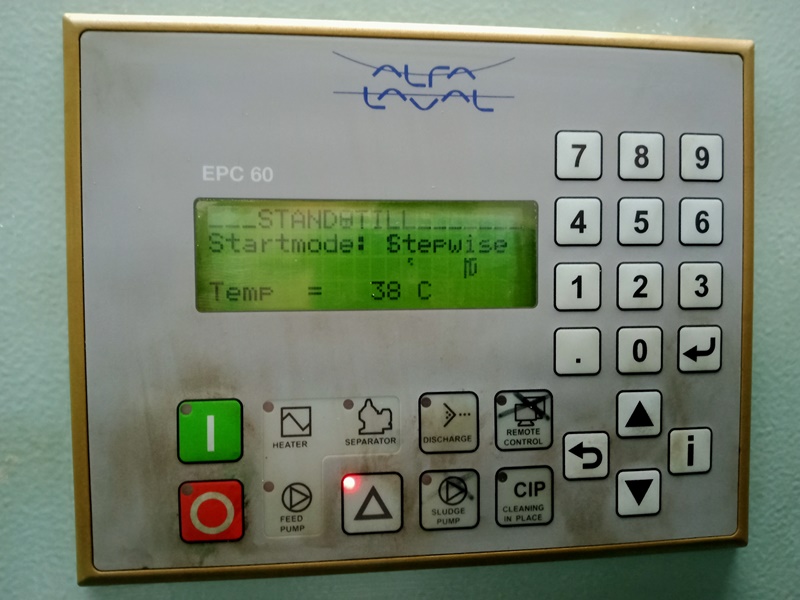 ALFA
LAVAL
EPC 60
___STANDSTILL________
Startmode: Stepwise
Temp = 38 C
7 8 9
4 5 6
1 2 3
. 0
HEATER
SEPARATOR
DISCHARGE
REMOTE
CONTROL
FEED
PUMP
SLUDGE
PUMP
CIP
CLEANING
IN PLACE
i